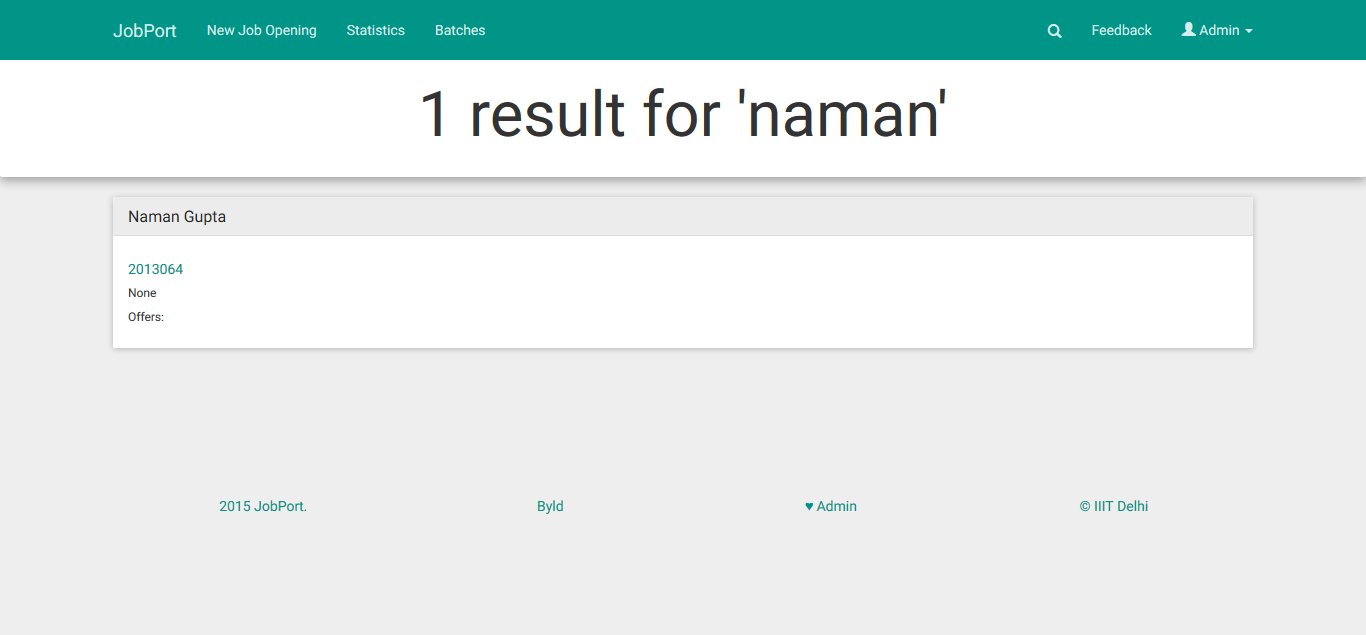 JobPort New Job Opening Statistics Batches Feedback Admin
1 result for 'naman'
Naman Gupta
2013064
None
Offers:
2015 JobPort. Byld ♥ Admin © IIIT Delhi